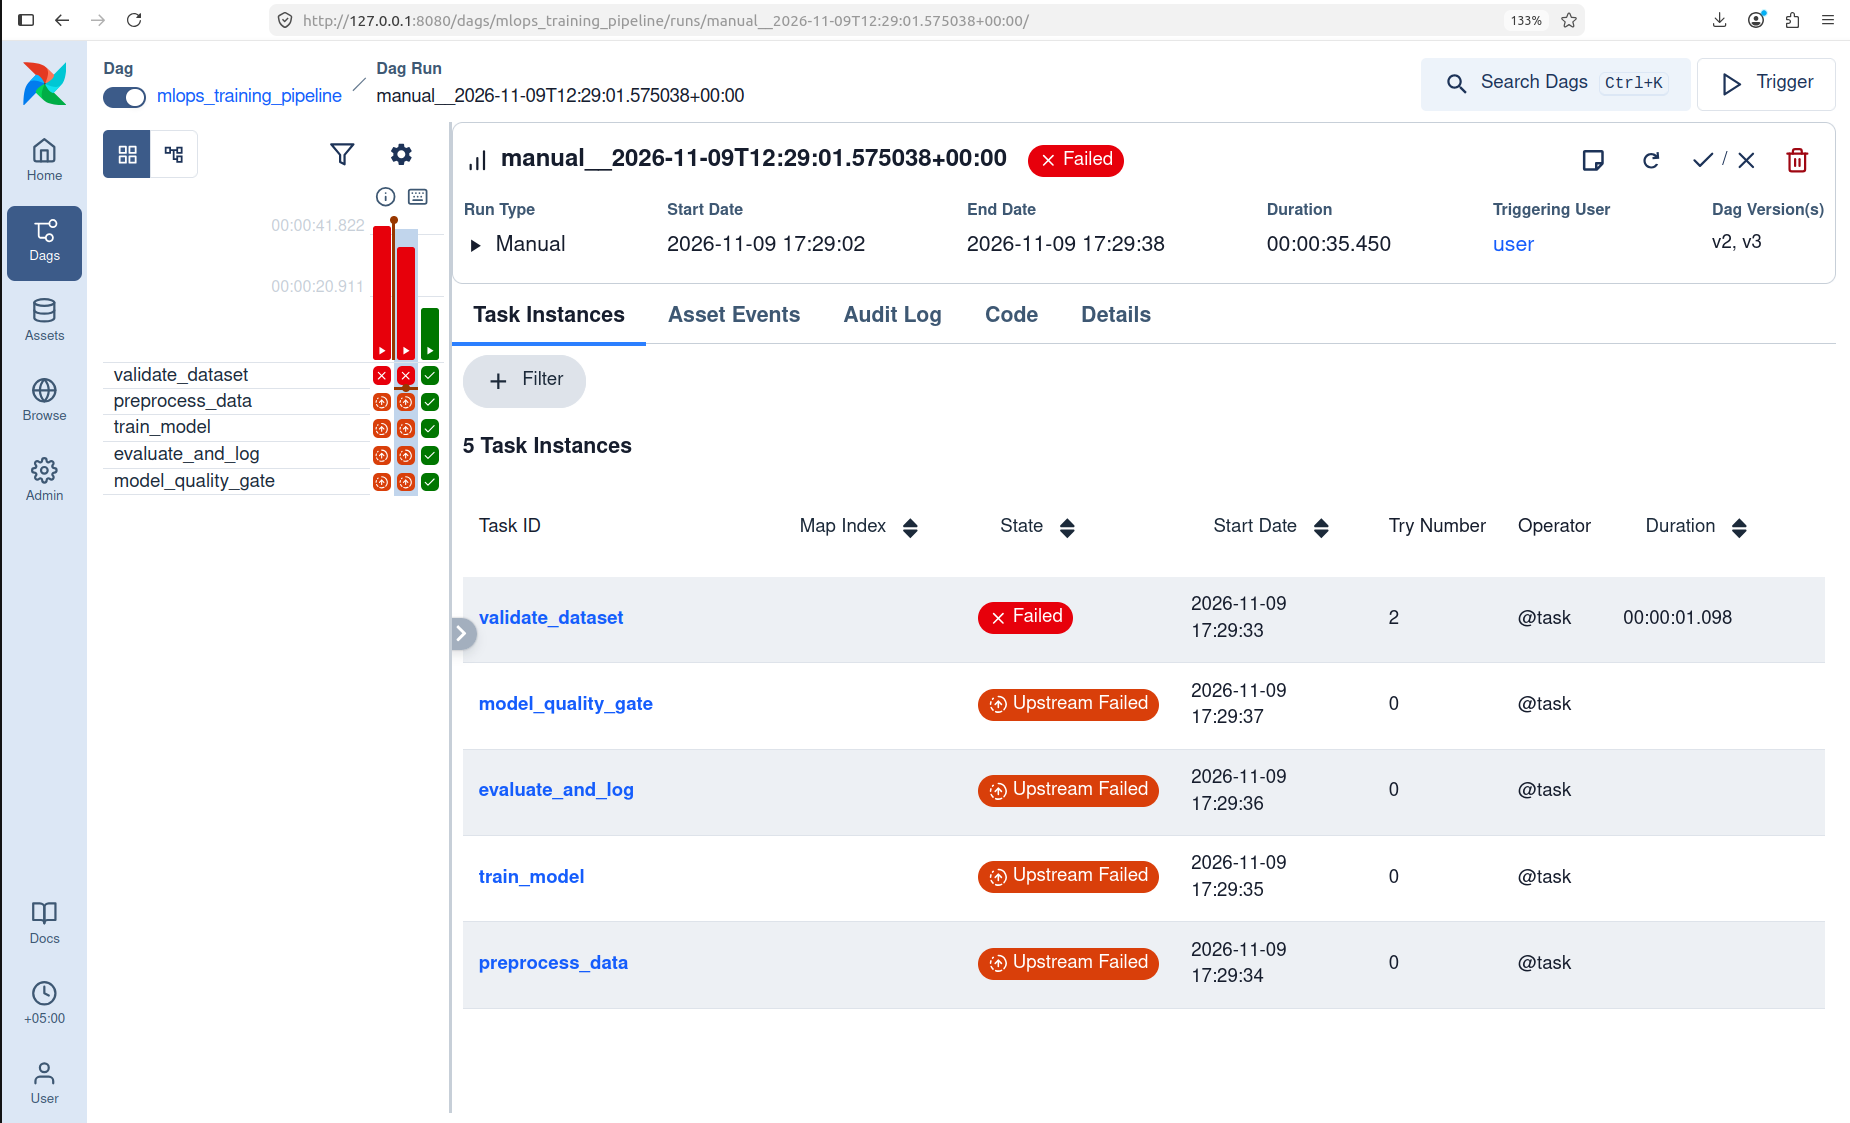 http://127.0.0.1:8080/dags/mlops_training_pipeline/runs/manual__2026-11-09T12:29:01.575038+00:00/
133%
Dag
mlops_training_pipeline
Dag Run
manual__2026-11-09T12:29:01.575038+00:00
Search Dags Ctrl+K
Trigger
Home
Dags
Assets
Browse
Admin
Docs
+05:00
User
00:00:41.822
00:00:20.911
validate_dataset
preprocess_data
train_model
evaluate_and_log
model_quality_gate
manual__2026-11-09T12:29:01.575038+00:00 Failed
/
Run Type Start Date End Date Duration Triggering User Dag Version(s)
Manual 2026-11-09 17:29:02 2026-11-09 17:29:38 00:00:35.450 user v2, v3
Task Instances Asset Events Audit Log Code Details
Filter
5 Task Instances
Task ID Map Index State Start Date Try Number Operator Duration
validate_dataset Failed 2026-11-09 17:29:33 2 @task 00:00:01.098
model_quality_gate Upstream Failed 2026-11-09 17:29:37 0 @task
evaluate_and_log Upstream Failed 2026-11-09 17:29:36 0 @task
train_model Upstream Failed 2026-11-09 17:29:35 0 @task
preprocess_data Upstream Failed 2026-11-09 17:29:34 0 @task